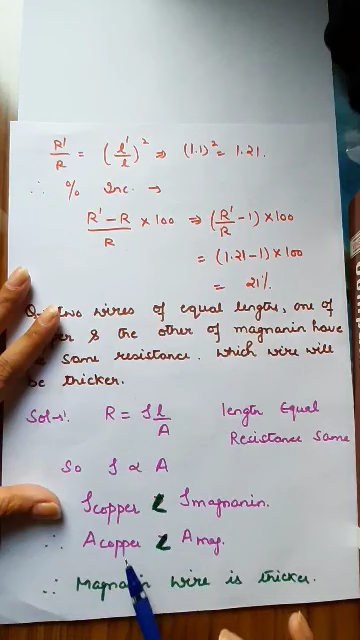 R'/R = (l'/l)² ⇒ (1.1)² = 1.21.
∴ % Inc. →
R'-R/R × 100 ⇒ (R'/R - 1) × 100
= (1.21-1) × 100
= 21%
Two wires of equal lengths, one of
& the other of magnanin have
same resistance. Which wire will
be thicker.
Sol→'. R = ρl/A length Equal
Resistance Same
So ρ ∝ A
ρcopper < ρmagnanin.
∴ Acopper < Amag.
∴ Magnanin wire is thicker.